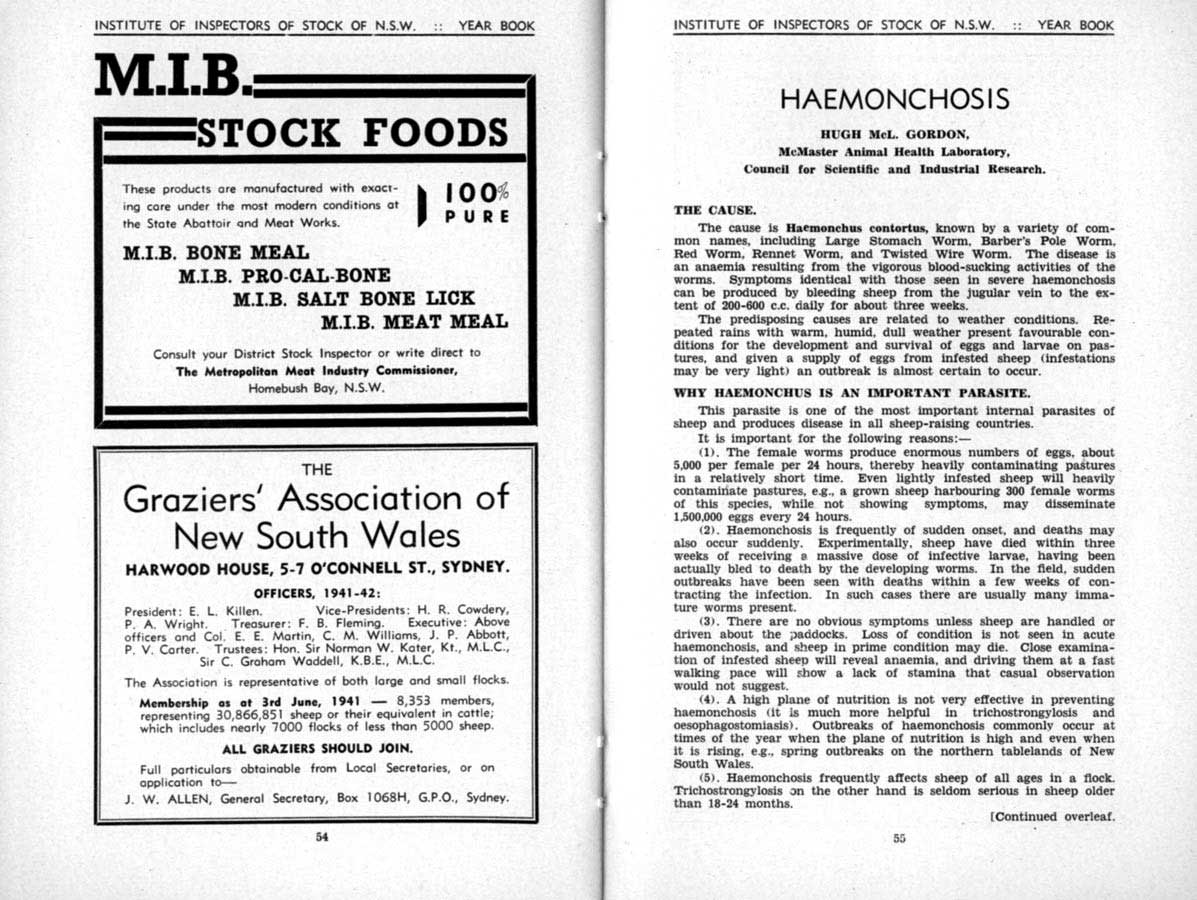 INSTITUTE OF INSPECTORS OF STOCK OF N.S.W. :: YEAR BOOK
M.I.B.
STOCK FOODS
These products are manufactured with exact-
ing care under the most modern conditions at
the State Abattoir and Meat Works.
100%
PURE
M.I.B. BONE MEAL
M.I.B. PRO-CAL-BONE
M.I.B. SALT BONE LICK
M.I.B. MEAT MEAL
Consult your District Stock Inspector or write direct to
The Metropolitan Meat Industry Commissioner,
Homebush Bay, N.S.W.
THE
Graziers' Association of
New South Wales
HARWOOD HOUSE, 5-7 O'CONNELL ST., SYDNEY.
OFFICERS, 1941-42:
President: E. L. Killen. Vice-Presidents: H. R. Cowdery,
P. A. Wright. Treasurer: F. B. Fleming. Executive: Above
officers and Col. E. E. Martin, C. M. Williams, J. P. Abbott,
P. V. Carter. Trustees: Hon. Sir Norman W. Kater, Kt., M.L.C.,
Sir C. Graham Waddell, K.B.E., M.L.C.
The Association is representative of both large and small flocks.
Membership as at 3rd June, 1941 — 8,353 members,
representing 30,866,851 sheep or their equivalent in cattle;
which includes nearly 7000 flocks of less than 5000 sheep.
ALL GRAZIERS SHOULD JOIN.
Full particulars obtainable from Local Secretaries, or on
application to—
J. W. ALLEN, General Secretary, Box 1068H, G.P.O., Sydney.
54
INSTITUTE OF INSPECTORS OF STOCK OF N.S.W. :: YEAR BOOK
HAEMONCHOSIS
HUGH McL. GORDON,
McMaster Animal Health Laboratory,
Council for Scientific and Industrial Research.
THE CAUSE.
The cause is Haemonchus contortus, known by a variety of com-
mon names, including Large Stomach Worm, Barber's Pole Worm,
Red Worm, Rennet Worm, and Twisted Wire Worm. The disease is
an anaemia resulting from the vigorous blood-sucking activities of the
worms. Symptoms identical with those seen in severe haemonchosis
can be produced by bleeding sheep from the jugular vein to the ex-
tent of 200-600 c.c. daily for about three weeks.
The predisposing causes are related to weather conditions. Re-
peated rains with warm, humid, dull weather present favourable con-
ditions for the development and survival of eggs and larvae on pas-
tures, and given a supply of eggs from infested sheep (infestations
may be very light) an outbreak is almost certain to occur.
WHY HAEMONCHUS IS AN IMPORTANT PARASITE.
This parasite is one of the most important internal parasites of
sheep and produces disease in all sheep-raising countries.
It is important for the following reasons:—
(1). The female worms produce enormous numbers of eggs, about
5,000 per female per 24 hours, thereby heavily contaminating pastures
in a relatively short time. Even lightly infested sheep will heavily
contaminate pastures, e.g., a grown sheep harbouring 300 female worms
of this species, while not showing symptoms, may disseminate
1,500,000 eggs every 24 hours.
(2). Haemonchosis is frequently of sudden onset, and deaths may
also occur suddenly. Experimentally, sheep have died within three
weeks of receiving a massive dose of infective larvae, having been
actually bled to death by the developing worms. In the field, sudden
outbreaks have been seen with deaths within a few weeks of con-
tracting the infection. In such cases there are usually many imma-
ture worms present.
(3). There are no obvious symptoms unless sheep are handled or
driven about the paddocks. Loss of condition is not seen in acute
haemonchosis, and sheep in prime condition may die. Close examina-
tion of infested sheep will reveal anaemia, and driving them at a fast
walking pace will show a lack of stamina that casual observation
would not suggest.
(4). A high plane of nutrition is not very effective in preventing
haemonchosis (it is much more helpful in trichostrongylosis and
oesophagostomiasis). Outbreaks of haemonchosis commonly occur at
times of the year when the plane of nutrition is high and even when
it is rising, e.g., spring outbreaks on the northern tablelands of New
South Wales.
(5). Haemonchosis frequently affects sheep of all ages in a flock.
Trichostrongylosis on the other hand is seldom serious in sheep older
than 18-24 months.
[Continued overleaf.
55